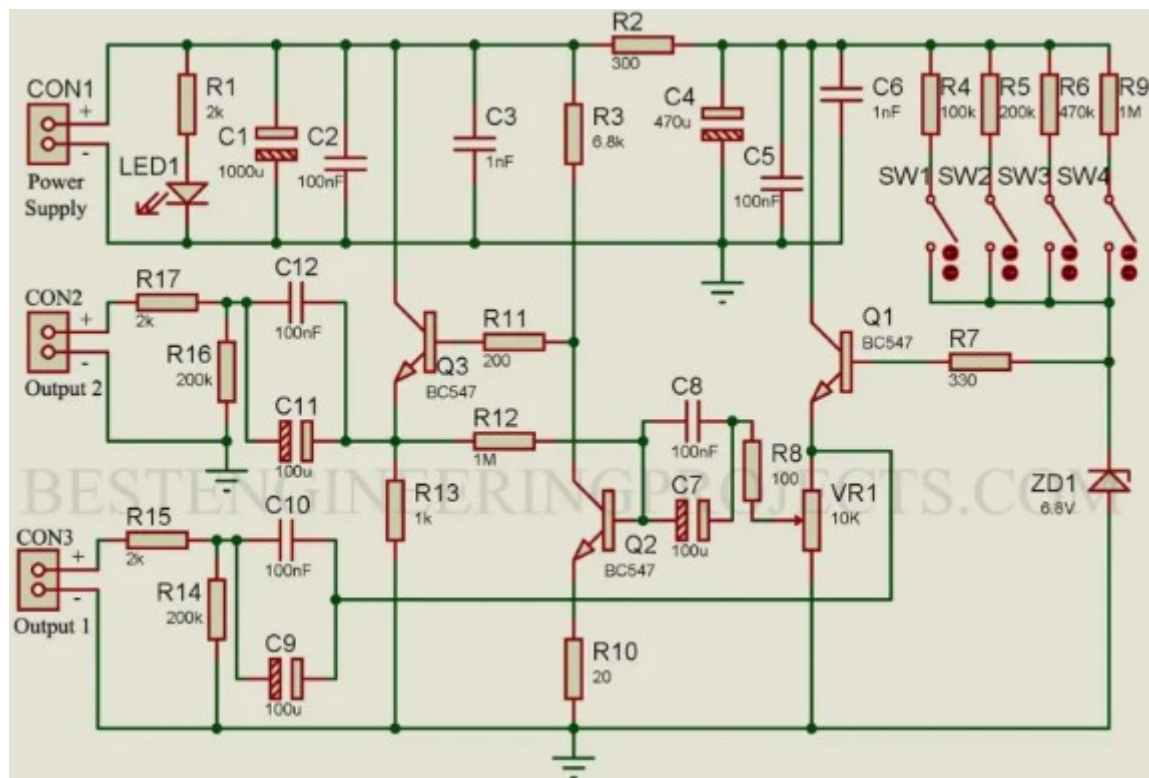 R2
300
CON1
+
-
Power
Supply
R1
2k
LED1
C1
1000u
C2
100nF
C3
1nF
R3
6.8k
C4
470u
C5
100nF
C6
1nF
R4
100k
R5
200k
R6
470k
R9
1M
SW1 SW2 SW3 SW4
CON2
+
-
Output 2
R17
2k
C12
100nF
R16
200k
C11
100u
Q3
BC547
R11
200
Q1
BC547
R7
330
R12
1M
C8
100nF
C7
100u
R8
100
VR1
10K
ZD1
6.8V
BESTENGINEERINGPROJECTS.COM
R13
1k
Q2
BC547
CON3
+
-
Output 1
R15
2k
C10
100nF
R14
200k
C9
100u
R10
20